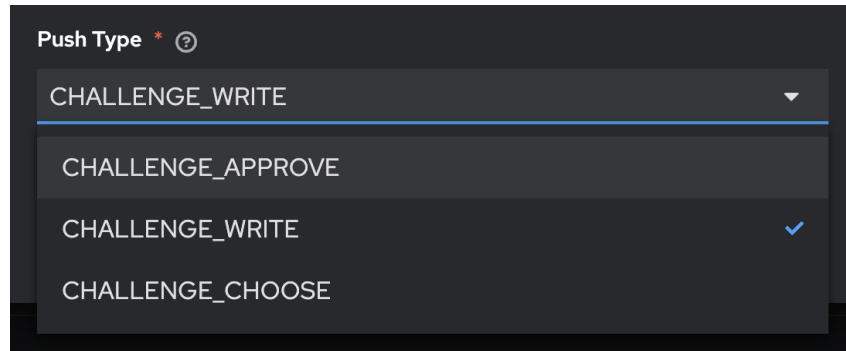 Push Type * ?
CHALLENGE_WRITE
CHALLENGE_APPROVE
CHALLENGE_WRITE
CHALLENGE_CHOOSE